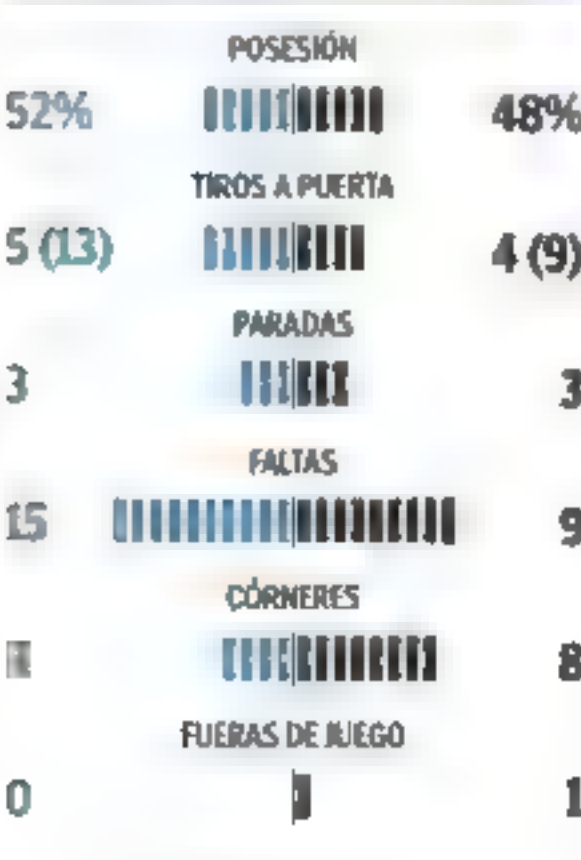 POSESIÓN
52% 48%
TIROS A PUERTA
5 (13) 4 (9)
PARADAS
3 3
FALTAS
15 9
CÓRNERES
8
FUERAS DE JUEGO
0 1